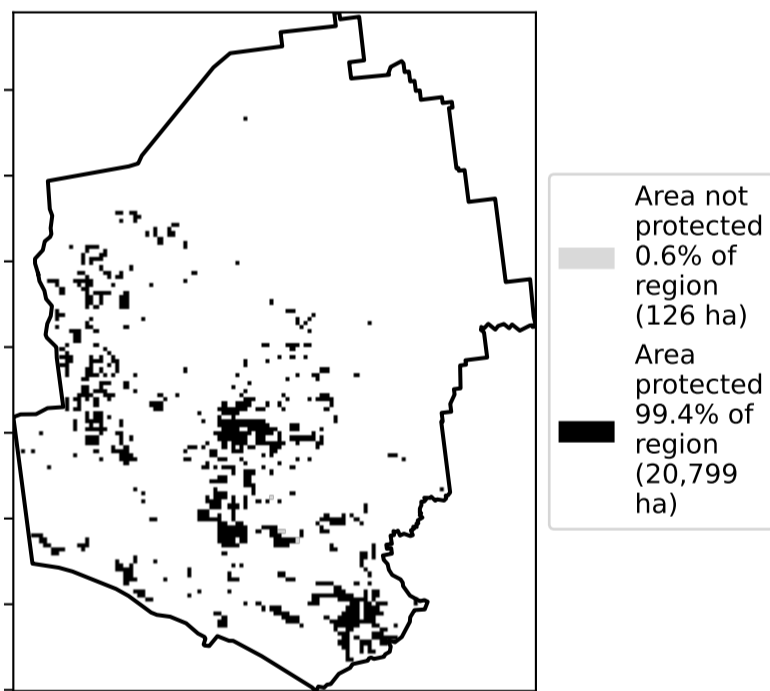 Area not
protected
0.6% of
region
(126 ha)
Area
protected
99.4% of
region
(20,799
ha)